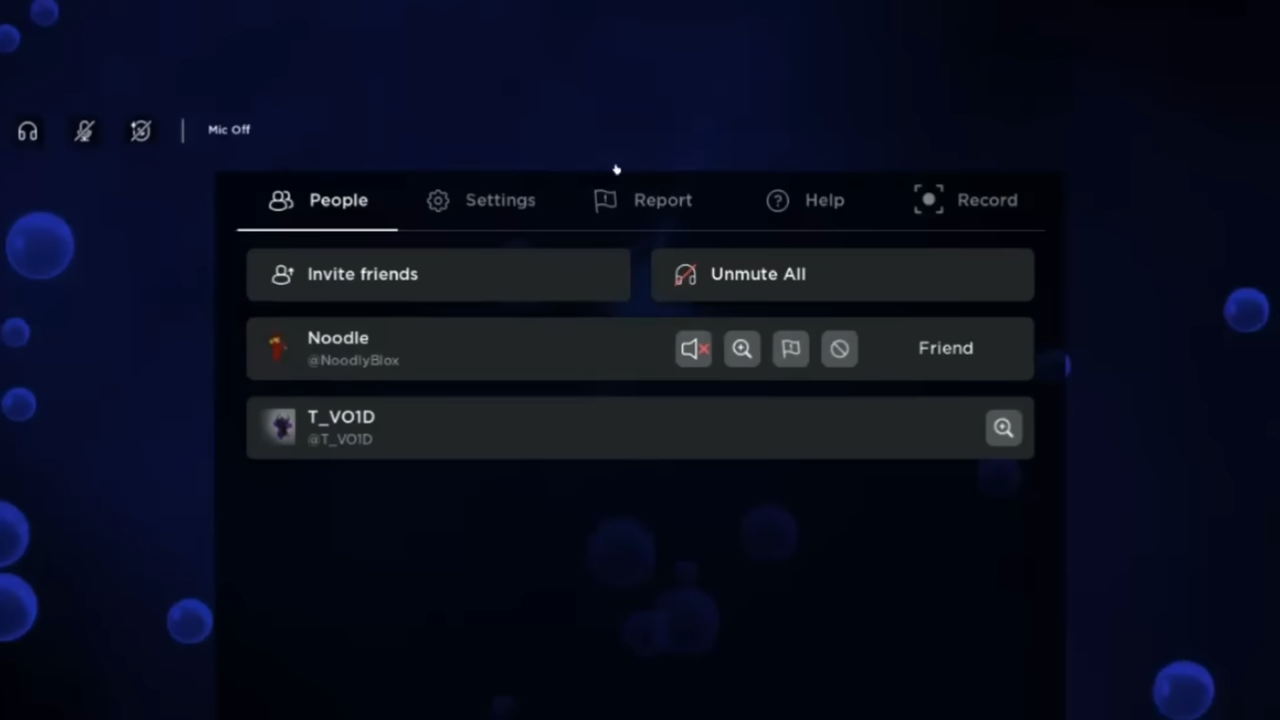 Mic Off
People
Settings
Report
Help
Record
Invite friends
Unmute All
Noodle
@NoodlyBlox
Friend
T_VO1D
@T_VO1D